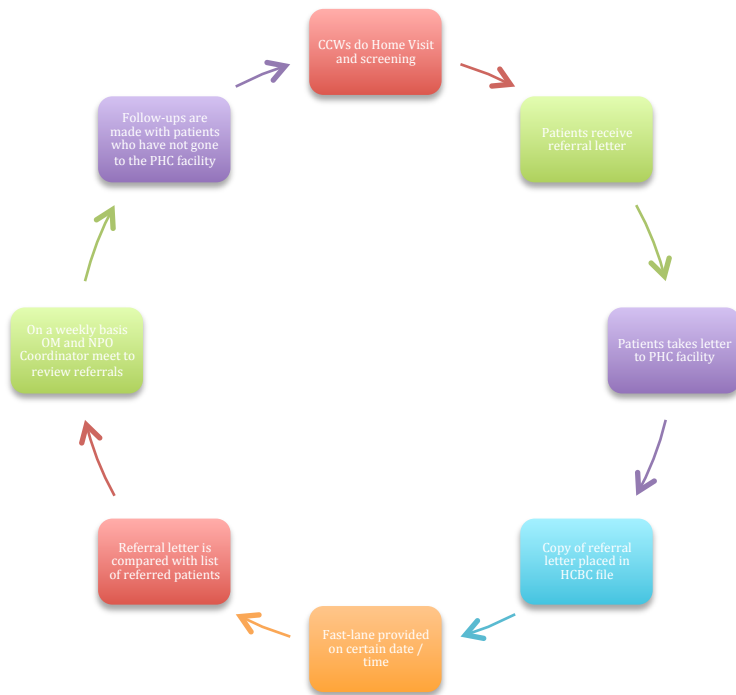 CCWs do Home Visit
and screening
Patients receive
referral letter
Patients takes letter
to PHC facility
Copy of referral
letter placed in
HCBC file
Fast-lane provided
on certain date /
time
Referral letter is
compared with list
of referred patients
On a weekly basis
OM and NPO
Coordinator meet to
review referrals
Follow-ups are
made with patients
who have not gone
to the PHC facility